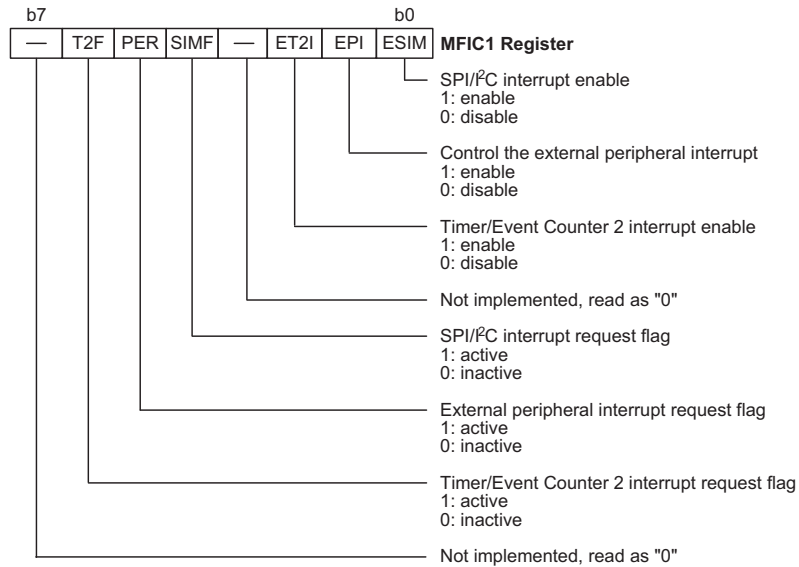 b7 b0
— T2F PER SIMF — ET2I EPI ESIM MFIC1 Register
SPI/I²C interrupt enable
1: enable
0: disable
Control the external peripheral interrupt
1: enable
0: disable
Timer/Event Counter 2 interrupt enable
1: enable
0: disable
Not implemented, read as "0"
SPI/I²C interrupt request flag
1: active
0: inactive
External peripheral interrupt request flag
1: active
0: inactive
Timer/Event Counter 2 interrupt request flag
1: active
0: inactive
Not implemented, read as "0"